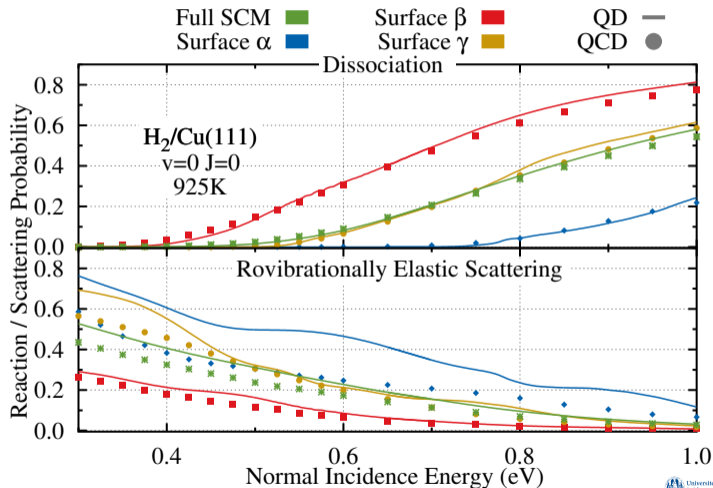 Full SCM Surface β QD
Surface α Surface γ QCD
Dissociation
0.8
0.6
0.4
0.2
0.0
H₂/Cu(111)
v=0 J=0
925K
Reaction / Scattering Probability
Rovibrationally Elastic Scattering
0.8
0.6
0.4
0.2
0.0
0.4 0.6 0.8 1.0
Normal Incidence Energy (eV)
Universite